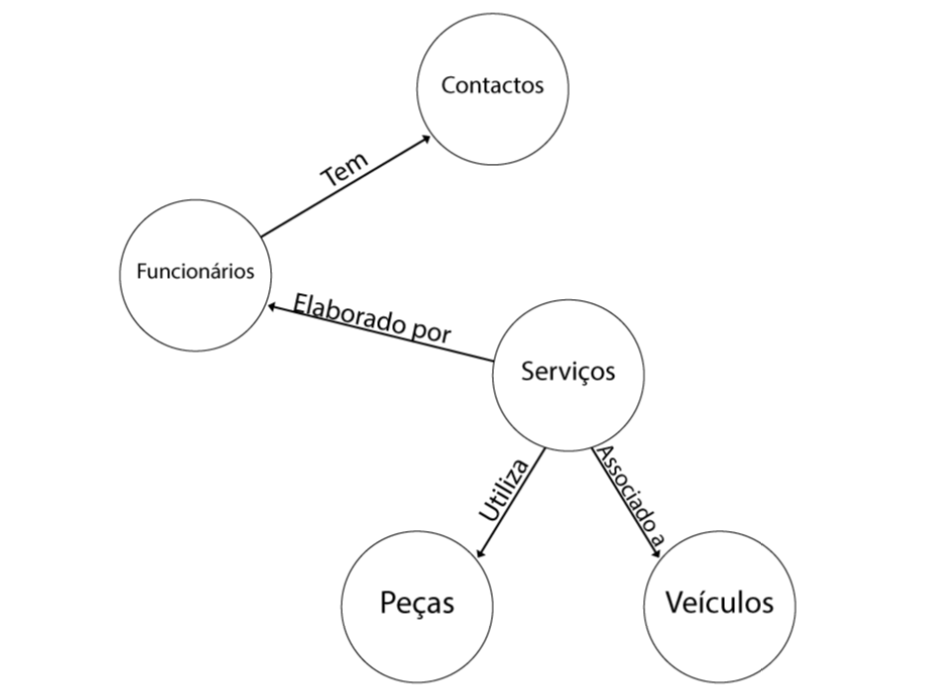 Contactos
Tem
Funcionários
Elaborado por
Serviços
Utiliza
Associado a
Peças
Veículos